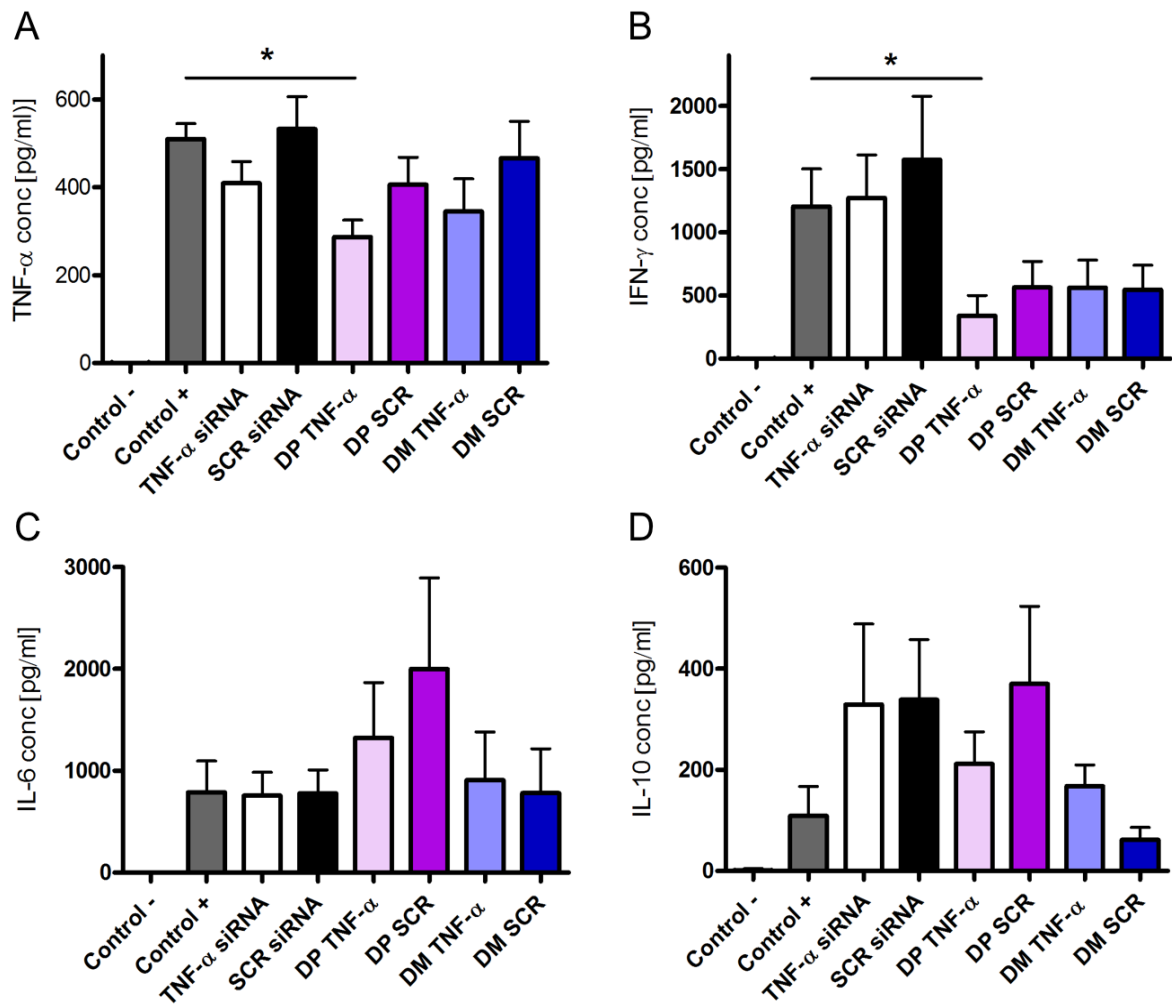 A
TNF-α conc [pg/ml)]
600
400
200
0
*
Control -
Control +
TNF-α siRNA
SCR siRNA
DP TNF-α
DP SCR
DM TNF-α
DM SCR
B
IFN-γ conc [pg/ml]
2000
1500
1000
500
0
*
Control -
Control +
TNF-α siRNA
SCR siRNA
DP TNF-α
DP SCR
DM TNF-α
DM SCR
C
IL-6 conc [pg/ml]
3000
2000
1000
0
Control -
Control +
TNF-α siRNA
SCR siRNA
DP TNF-α
DP SCR
DM TNF-α
DM SCR
D
IL-10 conc [pg/ml]
600
400
200
0
Control -
Control +
TNF-α siRNA
SCR siRNA
DP TNF-α
DP SCR
DM TNF-α
DM SCR